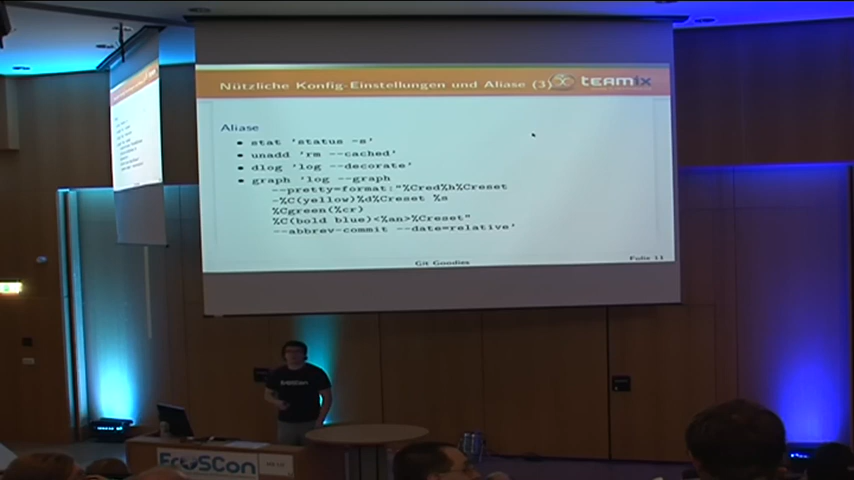 Nützliche Konfig-Einstellungen und Aliase (3)
teamix
Aliase
stat 'status -s'
unadd 'rm --cached'
dlog 'log --decorate'
graph 'log --graph
--pretty=format:"%Cred%h%Creset
-%C(yellow)%d%Creset %s
%Cgreen(%cr)
%C(bold blue)<%an>%Creset"
--abbrev-commit --date=relative'
Git Goodies
Folie 11
FrOSCon